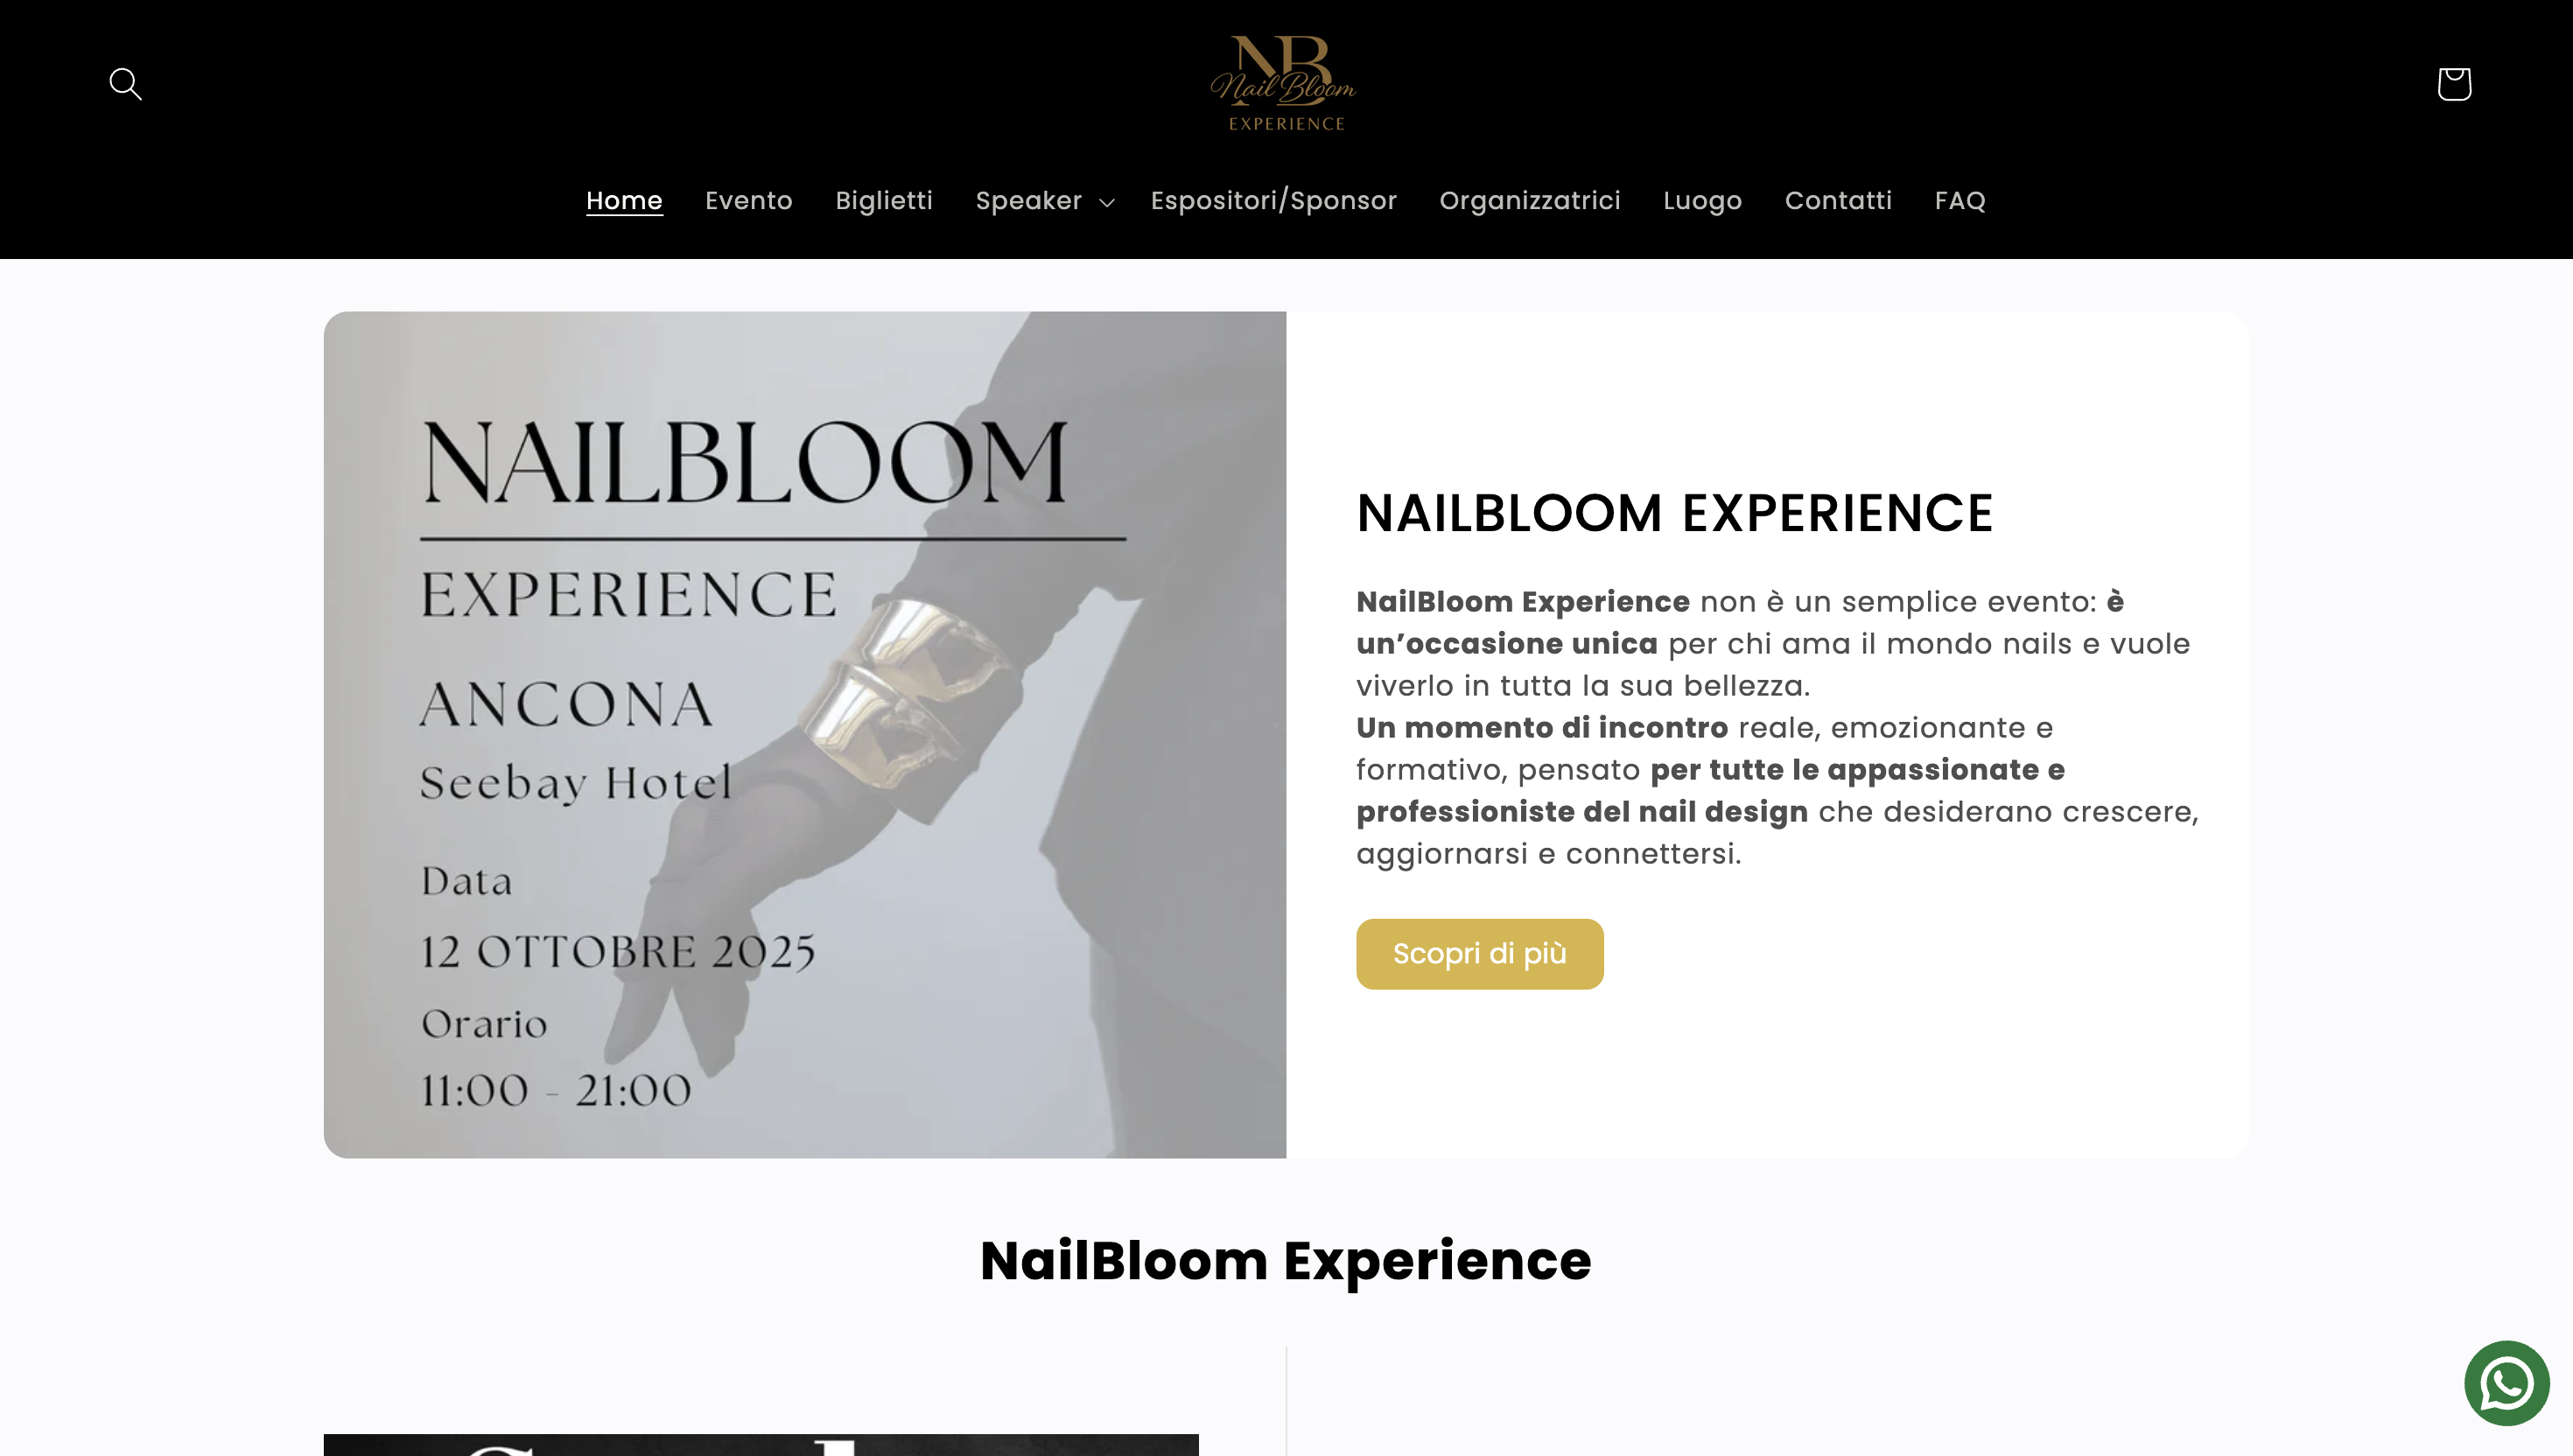 NB
Nail Bloom
EXPERIENCE
Home Evento Biglietti Speaker Espositori/Sponsor Organizzatrici Luogo Contatti FAQ
NAILBLOOM
EXPERIENCE
ANCONA
Seebay Hotel
Data
12 OTTOBRE 2025
Orario
11:00 - 21:00
NAILBLOOM EXPERIENCE
NailBloom Experience non è un semplice evento: è
un’occasione unica per chi ama il mondo nails e vuole
viverlo in tutta la sua bellezza.
Un momento di incontro reale, emozionante e
formativo, pensato per tutte le appassionate e
professioniste del nail design che desiderano crescere,
aggiornarsi e connettersi.
Scopri di più
NailBloom Experience